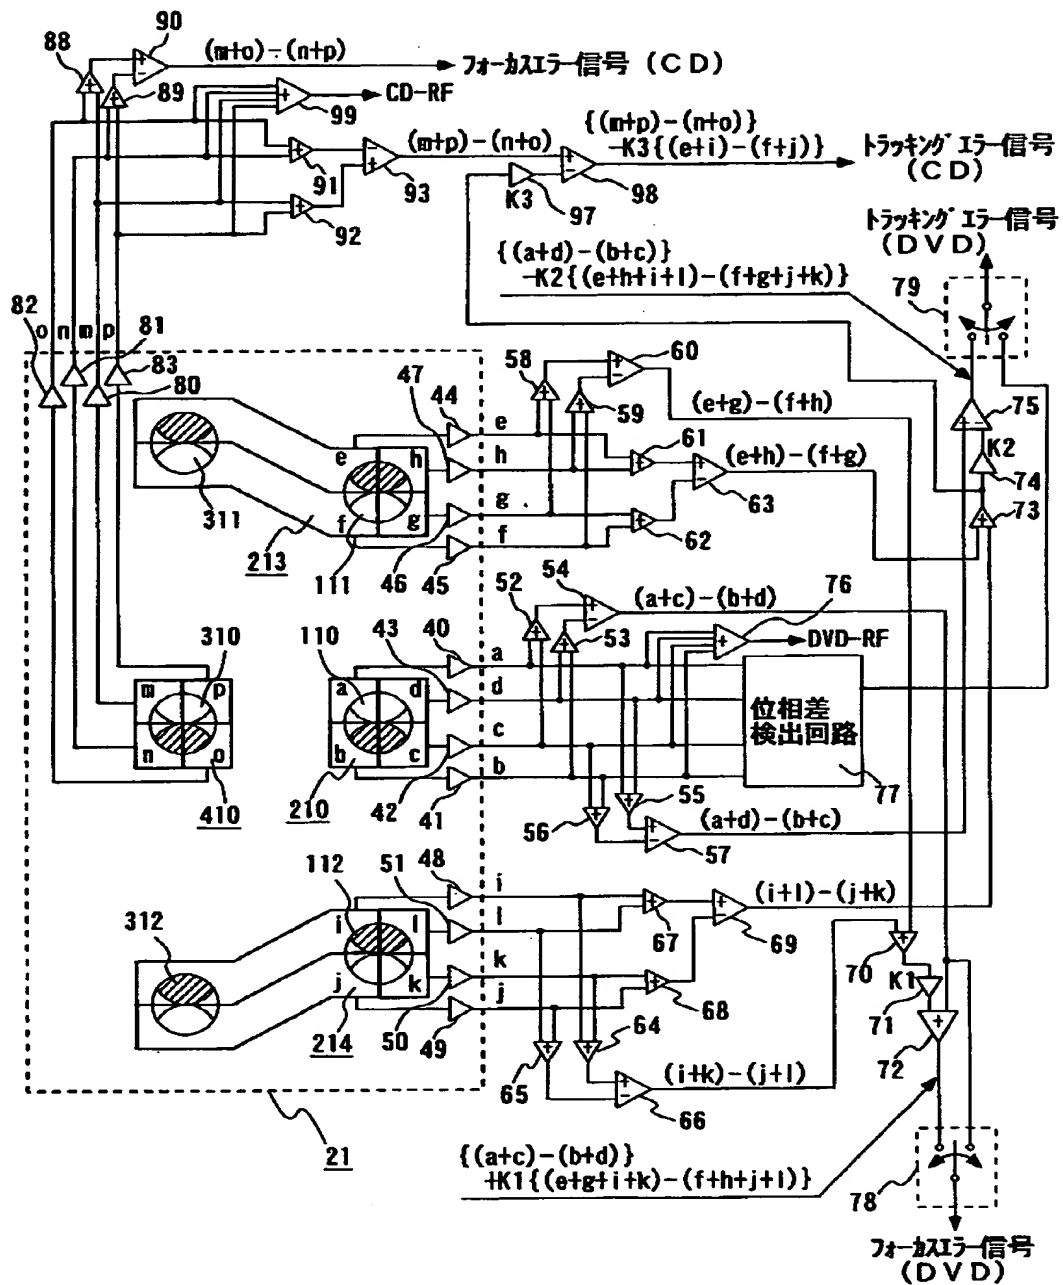 90
88
(m+o)-(n+p)
フォーカスエラー信号(CD)
89
CD-RF
99
{(m+p)-(n+o)}
-K3{(e+i)-(f+j)}
(m+p)-(n+o)
トラッキングエラー信号
(CD)
91
93
K3
97
98
92
トラッキングエラー信号
(DVD)
{(a+d)-(b+c)}
-K2{(e+h+i+l)-(f+g+j+k)}
79
82
o n m p
81
83
80
58
60
47
44
59
(e+g)-(f+h)
75
e
e
h
h
61
(e+h)-(f+g)
K2
74
311
g
63
73
f
g
f
62
213
111
46
45
54
52
(a+c)-(b+d)
76
53
DVD-RF
310
110
43
40
a
m
p
a
d
d
位相差
検出回路
n
o
b
c
c
b
410
210
42
41
55
77
56
(a+d)-(b+c)
57
112
51
48
i
312
i
l
l
67
(i+l)-(j+k)
69
j
k
k
70
j
68
K1
71
214
50
49
64
72
65
(i+k)-(j+l)
66
21
{(a+c)-(b+d)}
+K1{(e+g+i+k)-(f+h+j+l)}
78
フォーカスエラー信号
(DVD)